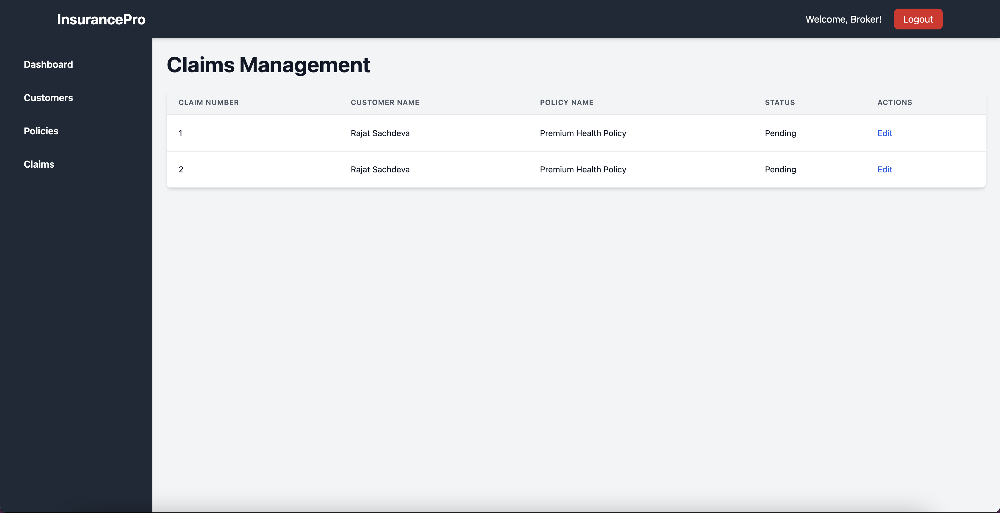 InsurancePro
Welcome, Broker!
Logout
Dashboard
Customers
Policies
Claims
Claims Management
CLAIM NUMBER CUSTOMER NAME POLICY NAME STATUS ACTIONS
1 Rajat Sachdeva Premium Health Policy Pending Edit
2 Rajat Sachdeva Premium Health Policy Pending Edit